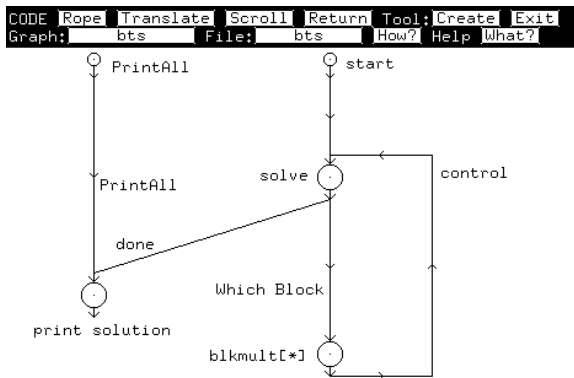 CODE Rope Translate Scroll Return Tool: Create Exit
Graph: bts File: bts How? Help What?
PrintAll
start
solve
control
PrintAll
done
Which Block
print solution
blkmult[*]